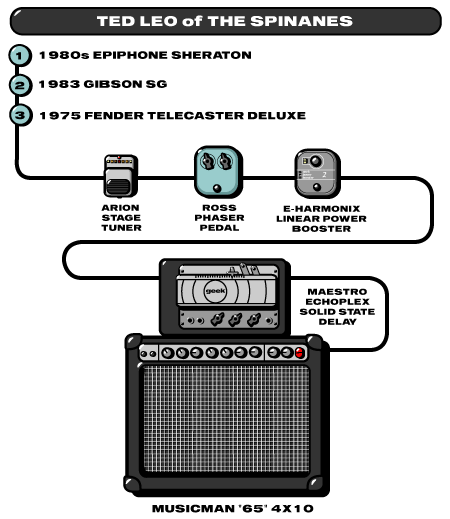 TED LEO of THE SPINANES
1 1980s EPIPHONE SHERATON
2 1983 GIBSON SG
3 1975 FENDER TELECASTER DELUXE
ARION
STAGE
TUNER
ROSS
PHASER
PEDAL
E-HARMONIX
LINEAR POWER
BOOSTER
2
geek
MAESTRO
ECHOPLEX
SOLID STATE
DELAY
MUSICMAN '65' 4X10